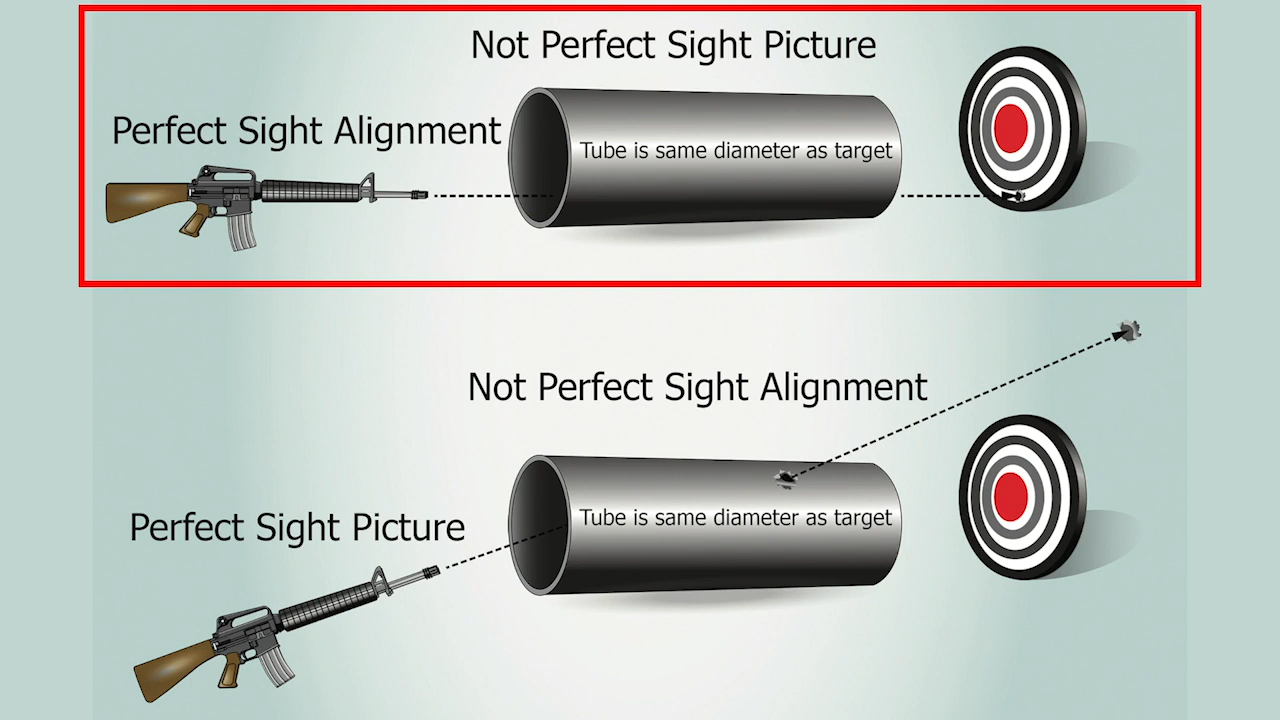 Not Perfect Sight Picture
Perfect Sight Alignment
Tube is same diameter as target
Not Perfect Sight Alignment
Perfect Sight Picture
Tube is same diameter as target